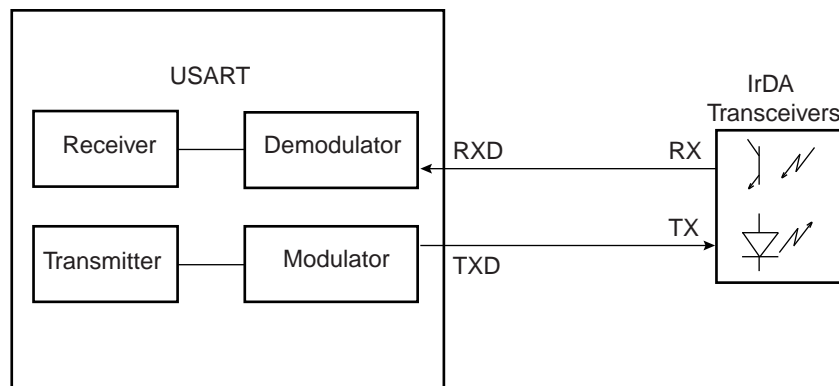 USART
IrDA
Transceivers
Receiver
Demodulator
RXD
RX
Transmitter
Modulator
TXD
TX